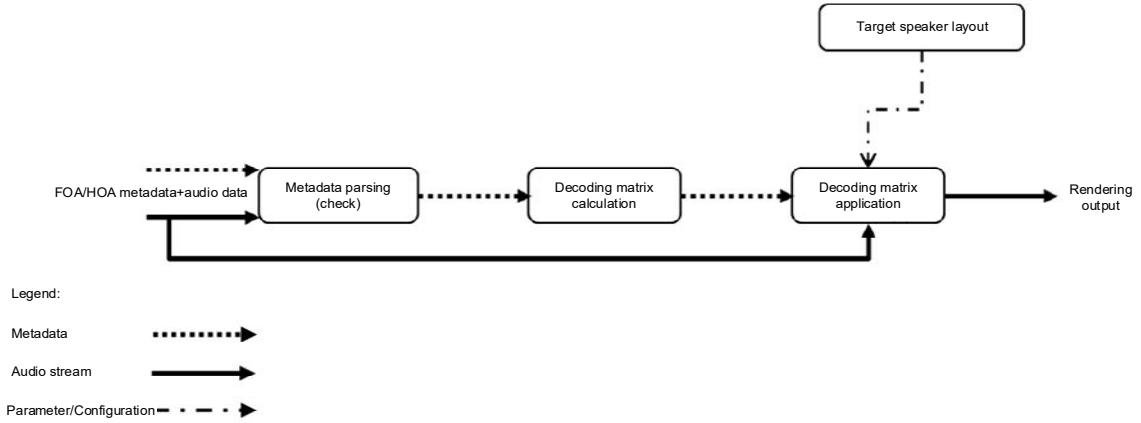 Target speaker layout
FOA/HOA metadata+audio data
Metadata parsing
(check)
Decoding matrix
calculation
Decoding matrix
application
Rendering
output
Legend:
Metadata
Audio stream
Parameter/Configuration